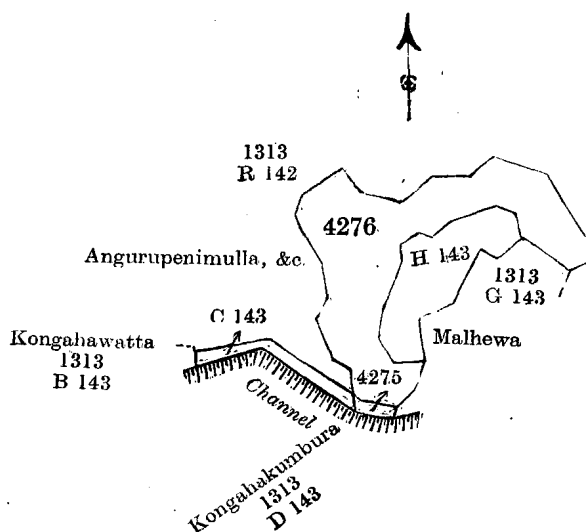 1313
R 142
4276
Angurupenimulla, &c.
H 143
1313
G 143
C 143
Kongahawatta
1313
B 143
Malhewa
4275
Channel
Kongahakumbura
1313
D 143